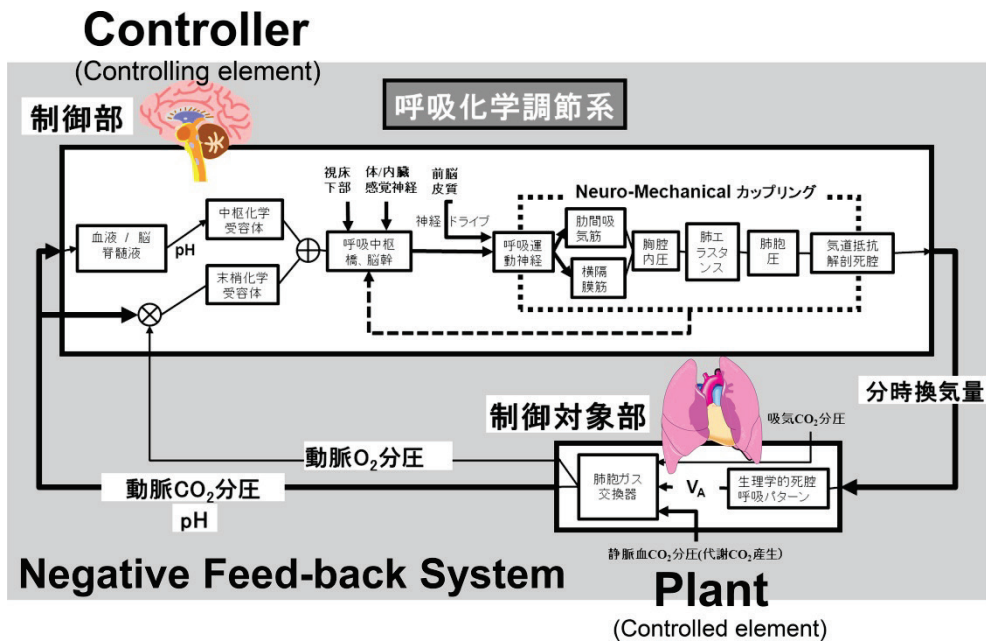 Controller
(Controlling element)
制御部
呼吸化学調節系
視床
下部
体/内臓
感覚神経
前脳
皮質
神経 ドライブ
Neuro-Mechanical カップリング
血液 / 脳
脊髄液
pH
中枢化学
受容体
末梢化学
受容体
呼吸中枢
橋、脳幹
呼吸運
動神経
肋間吸
気筋
横隔
膜筋
胸腔
内圧
肺エ
ラスタ
ンス
肺胞
圧
気道抵抗
解剖死腔
分時換気量
制御対象部
吸気CO₂分圧
動脈O₂分圧
動脈CO₂分圧
pH
肺胞ガス
交換器
VA
生理学的死腔
呼吸パターン
静脈血CO₂分圧(代謝CO₂産生)
Negative Feed-back System
Plant
(Controlled element)